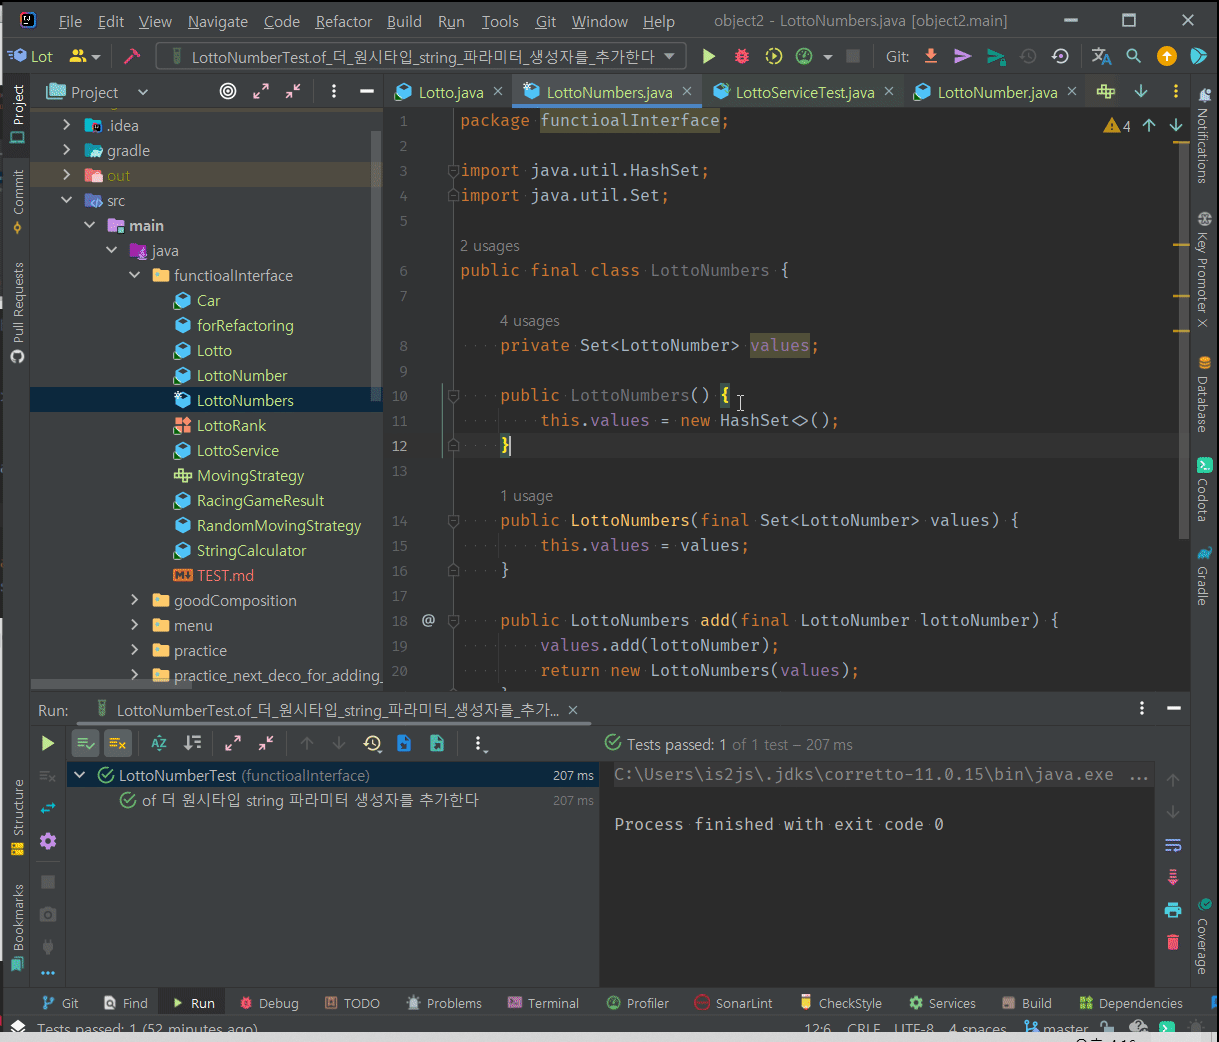 File Edit View Navigate Code Refactor Build Run Tools Git Window Help object2 - LottoNumbers.java [object2.main]
Lot LottoNumberTest.of_더_원시타입_string_파라미터_생성자를_추가한다 Git:
Project
Lotto.java LottoNumbers.java LottoServiceTest.java LottoNumber.java
Project
Commit
Pull Requests
Structure
Bookmarks
.idea
gradle
out
src
main
java
functioalInterface
Car
forRefactoring
Lotto
LottoNumber
LottoNumbers
LottoRank
LottoService
MovingStrategy
RacingGameResult
RandomMovingStrategy
StringCalculator
TEST.md
goodComposition
menu
practice
practice_next_deco_for_adding_
4
1 package functioalInterface;
2
3 import java.util.HashSet;
4 import java.util.Set;
5
2 usages
6 public final class LottoNumbers {
7
4 usages
8 private Set<LottoNumber> values;
9
10 public LottoNumbers() {
11 this.values = new HashSet<>();
12 }
13
1 usage
14 public LottoNumbers(final Set<LottoNumber> values) {
15 this.values = values;
16 }
17
18 @ public LottoNumbers add(final LottoNumber lottoNumber) {
19 values.add(lottoNumber);
20 return new LottoNumbers(values);
}
Notifications
Key Promoter X
Database
Codota
Gradle
Coverage
Run: LottoNumberTest.of_더_원시타입_string_파라미터_생성자를_추가...
Tests passed: 1 of 1 test – 207 ms
LottoNumberTest (functioalInterface) 207 ms
of 더 원시타입 string 파라미터 생성자를 추가한다 207 ms
C:\Users\is2js\.jdks\corretto-11.0.15\bin\java.exe ...
Process finished with exit code 0
Git Find Run Debug TODO Problems Terminal Profiler SonarLint CheckStyle Services Build Dependencies
Tests passed: 1 (52 minutes ago) 12:6 CRLF UTF-8 4 spaces master